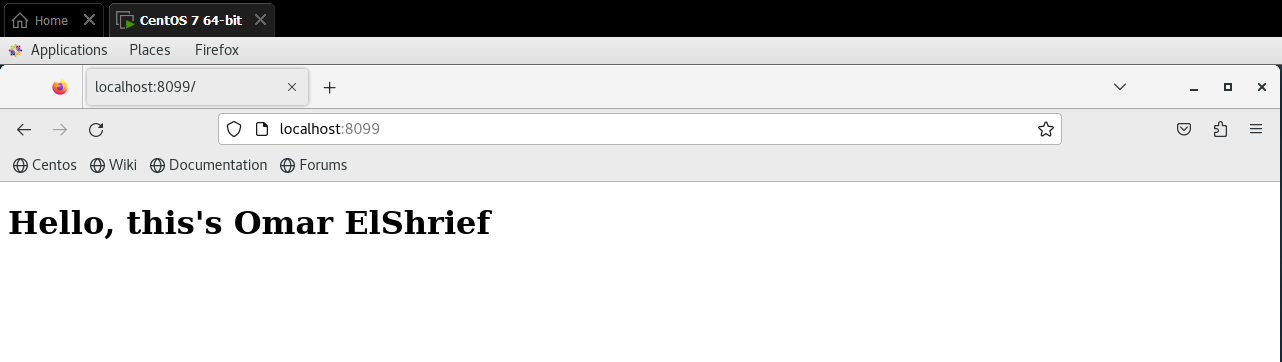 Home CentOS 7 64-bit
Applications Places Firefox
localhost:8099/
localhost:8099
Centos Wiki Documentation Forums
Hello, this's Omar ElShrief